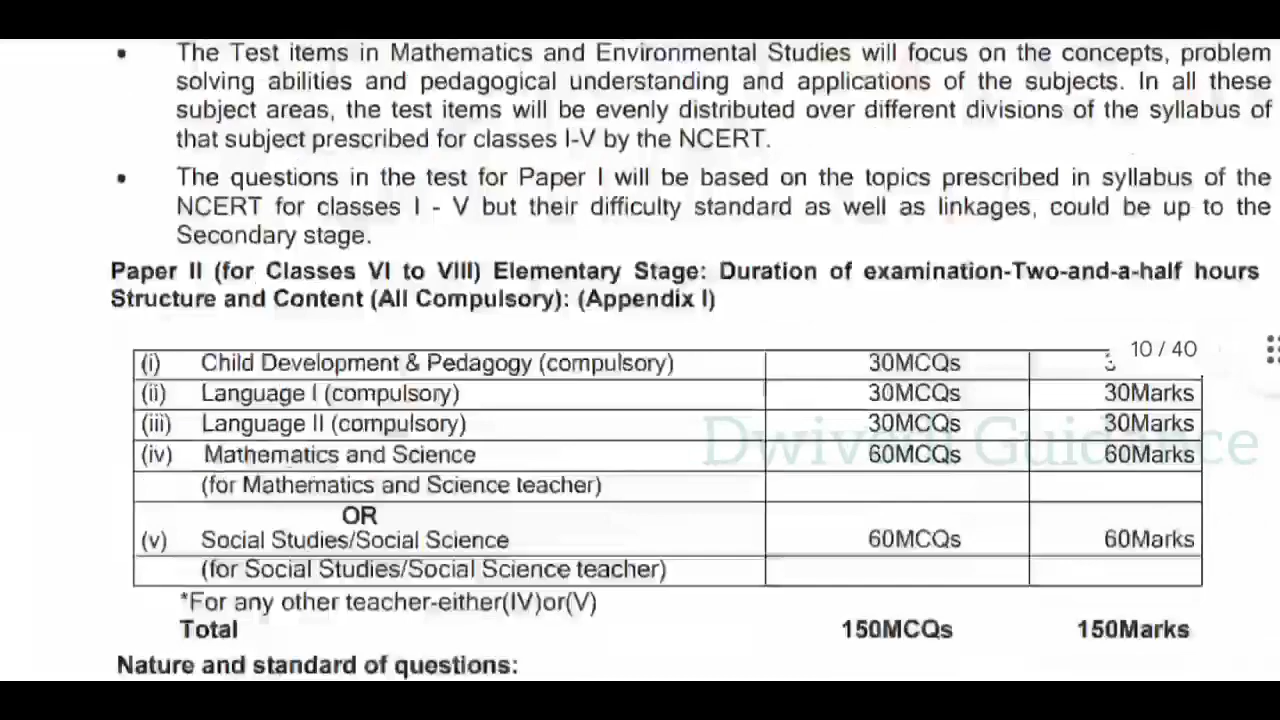 • The Test items in Mathematics and Environmental Studies will focus on the concepts, problem
solving abilities and pedagogical understanding and applications of the subjects. In all these
subject areas, the test items will be evenly distributed over different divisions of the syllabus of
that subject prescribed for classes I-V by the NCERT.
• The questions in the test for Paper I will be based on the topics prescribed in syllabus of the
NCERT for classes I - V but their difficulty standard as well as linkages, could be up to the
Secondary stage.
Paper II (for Classes VI to VIII) Elementary Stage: Duration of examination-Two-and-a-half hours
Structure and Content (All Compulsory): (Appendix I)
10 / 40
(i) Child Development & Pedagogy (compulsory) 30MCQs
(ii) Language I (compulsory) 30MCQs 30Marks
(iii) Language II (compulsory) 30MCQs 30Marks
Dwivedi Guidance
(iv) Mathematics and Science 60MCQs 60Marks
(for Mathematics and Science teacher)
OR
(v) Social Studies/Social Science 60MCQs 60Marks
(for Social Studies/Social Science teacher)
*For any other teacher-either(IV)or(V)
Total 150MCQs 150Marks
Nature and standard of questions: